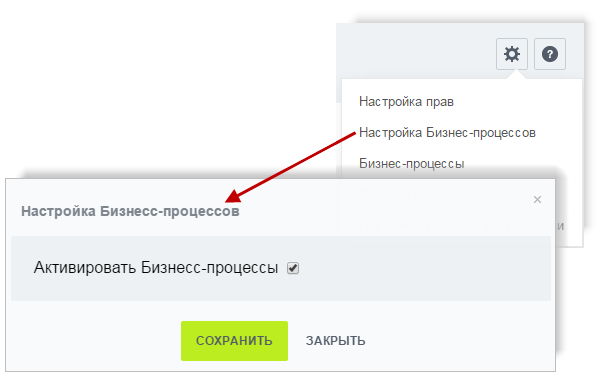 ?
Настройка прав
Настройка Бизнес-процессов
Бизнес-процессы
Настройка Бизнесс-процессов
×
и
Активировать Бизнесс-процессы
СОХРАНИТЬ ЗАКРЫТЬ